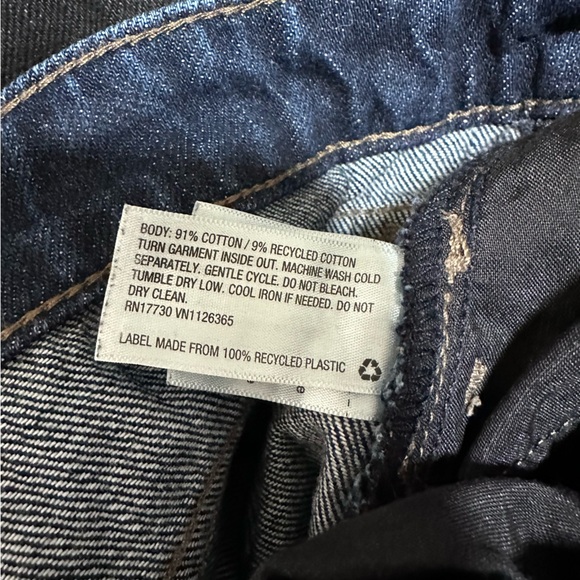 BODY: 91% COTTON / 9% RECYCLED COTTON
TURN GARMENT INSIDE OUT. MACHINE WASH COLD
SEPARATELY. GENTLE CYCLE. DO NOT BLEACH.
TUMBLE DRY LOW. COOL IRON IF NEEDED. DO NOT
DRY CLEAN.
RN17730 VN1126365
LABEL MADE FROM 100% RECYCLED PLASTIC